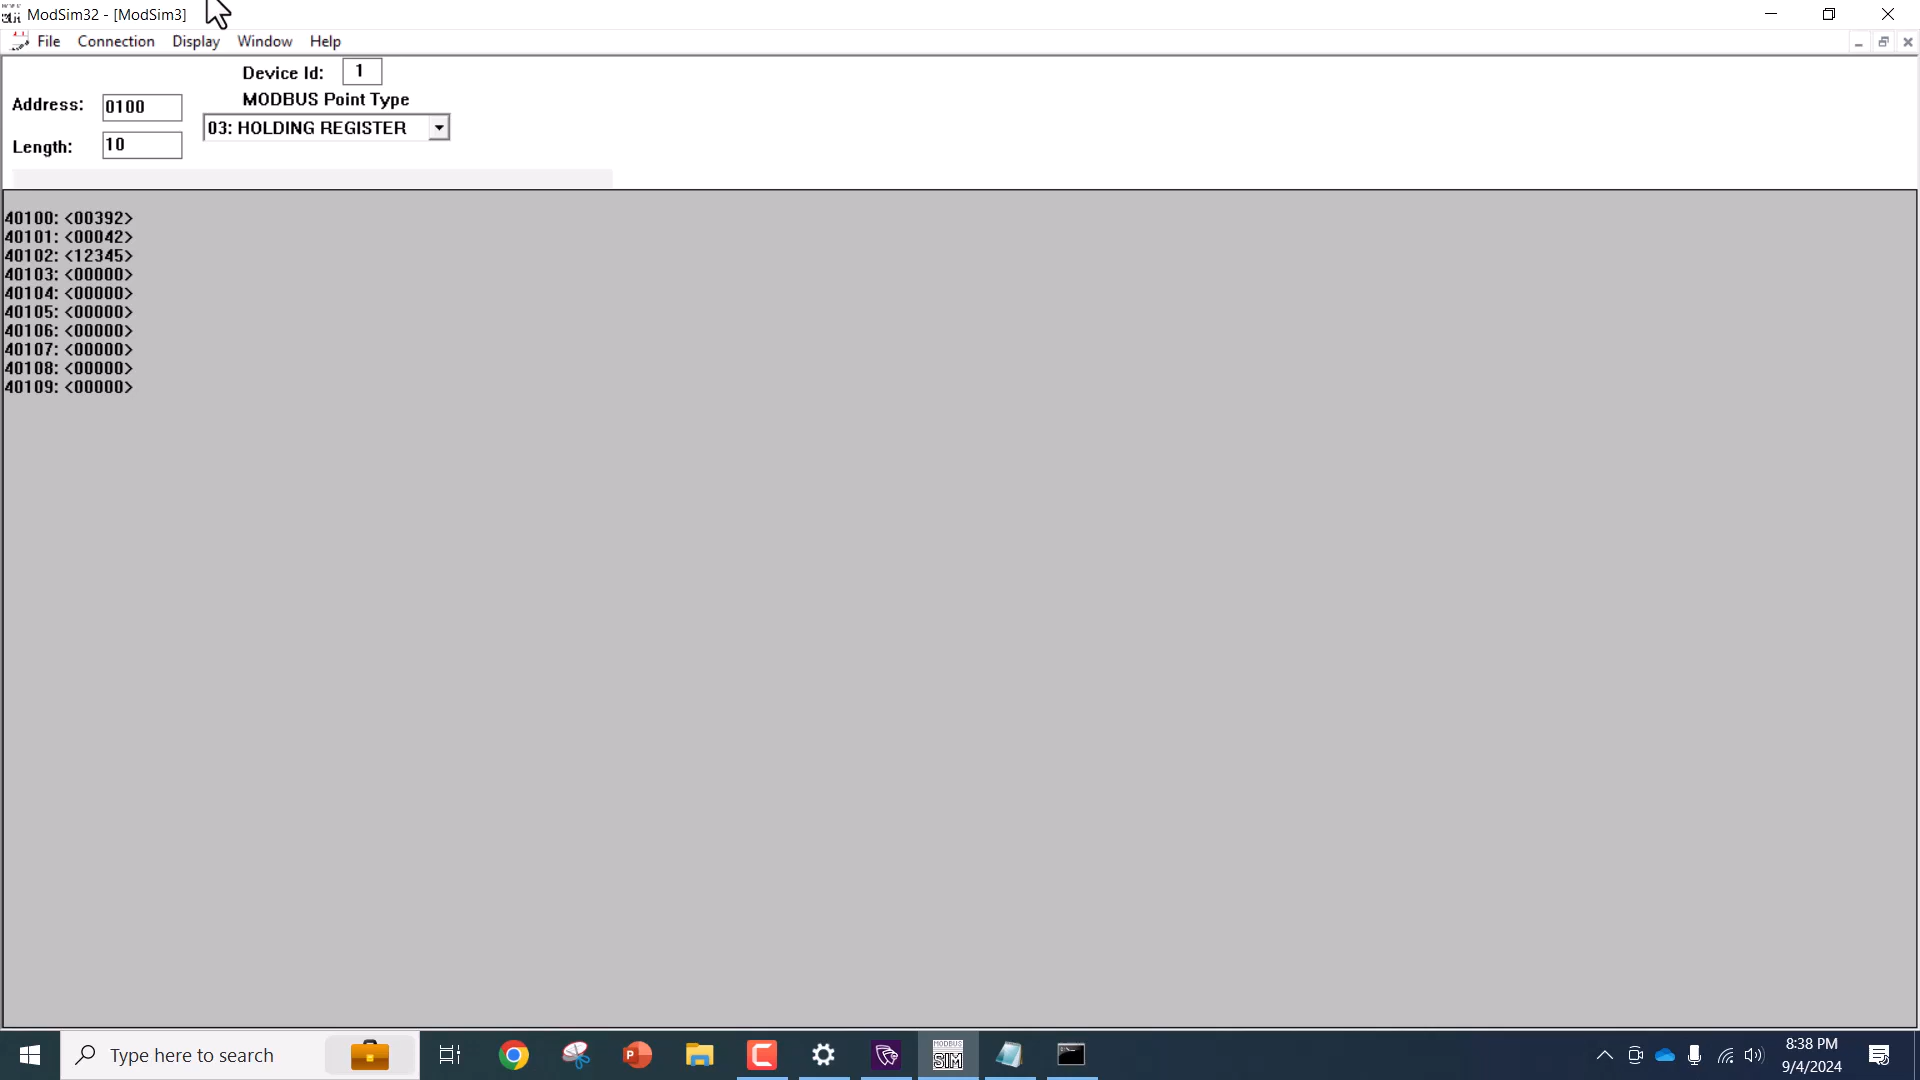 ModSim32 - [ModSim3]
File Connection Display Window Help
Device Id: 1
Address: 0100
MODBUS Point Type
03: HOLDING REGISTER
Length: 10
40100: <00392>
40101: <00042>
40102: <12345>
40103: <00000>
40104: <00000>
40105: <00000>
40106: <00000>
40107: <00000>
40108: <00000>
40109: <00000>
Type here to search
MODBUS
SIM
8:38 PM
9/4/2024